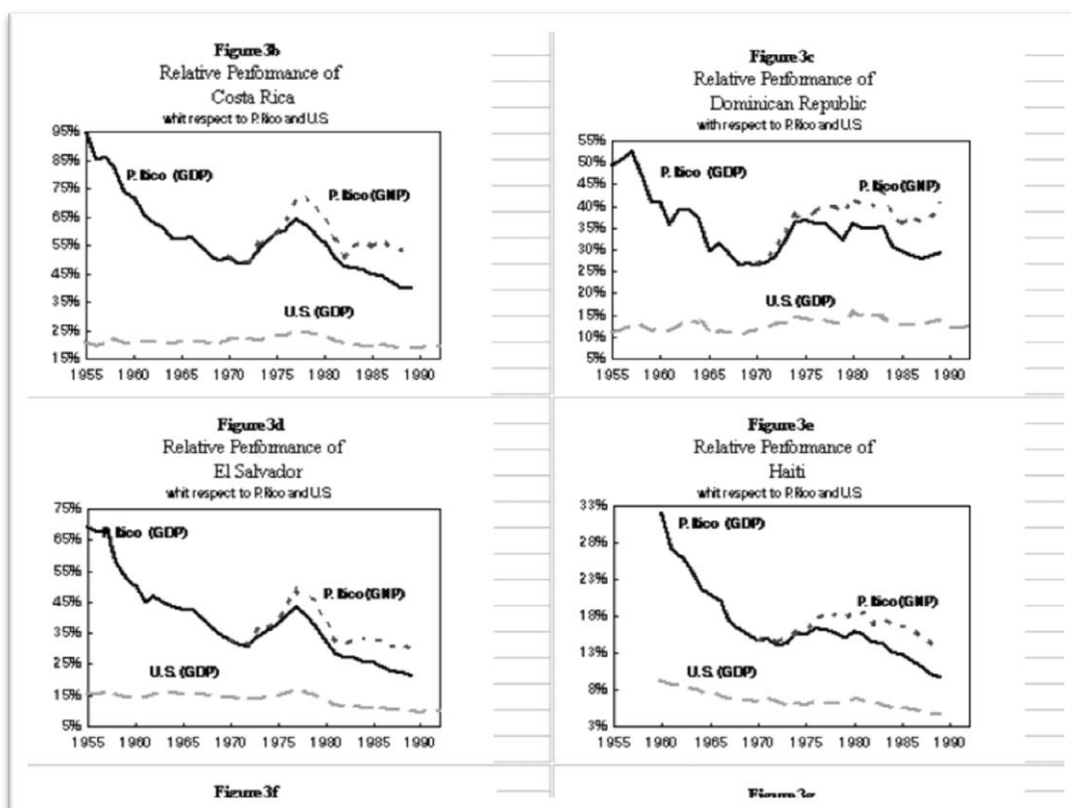 Figure 3b
Relative Performance of
Costa Rica
whit respect to P.Rico and U.S
95%
85%
75%
65%
55%
45%
35%
25%
15%
P. Rico (GDP)
P. Rico (GNP)
U.S. (GDP)
1955 1960 1965 1970 1975 1980 1985 1990
Figure 3c
Relative Performance of
Dominican Republic
with respect to P.Rico and U.S
55%
50%
45%
40%
35%
30%
25%
20%
15%
10%
5%
P. Rico (GDP)
P. Rico (GNP)
U.S. (GDP)
1955 1960 1965 1970 1975 1980 1985 1990
Figure 3d
Relative Performance of
El Salvador
whit respect to P.Rico and U.S
75%
65%
55%
45%
35%
25%
15%
5%
P. Rico (GDP)
P. Rico (GNP)
U.S. (GDP)
1955 1960 1965 1970 1975 1980 1985 1990
Figure 3e
Relative Performance of
Haiti
whit respect to P.Rico and U.S
33%
28%
23%
18%
13%
8%
3%
P. Rico (GDP)
P. Rico (GNP)
U.S. (GDP)
1955 1960 1965 1970 1975 1980 1985 1990
Figure 3f
Figure 3g